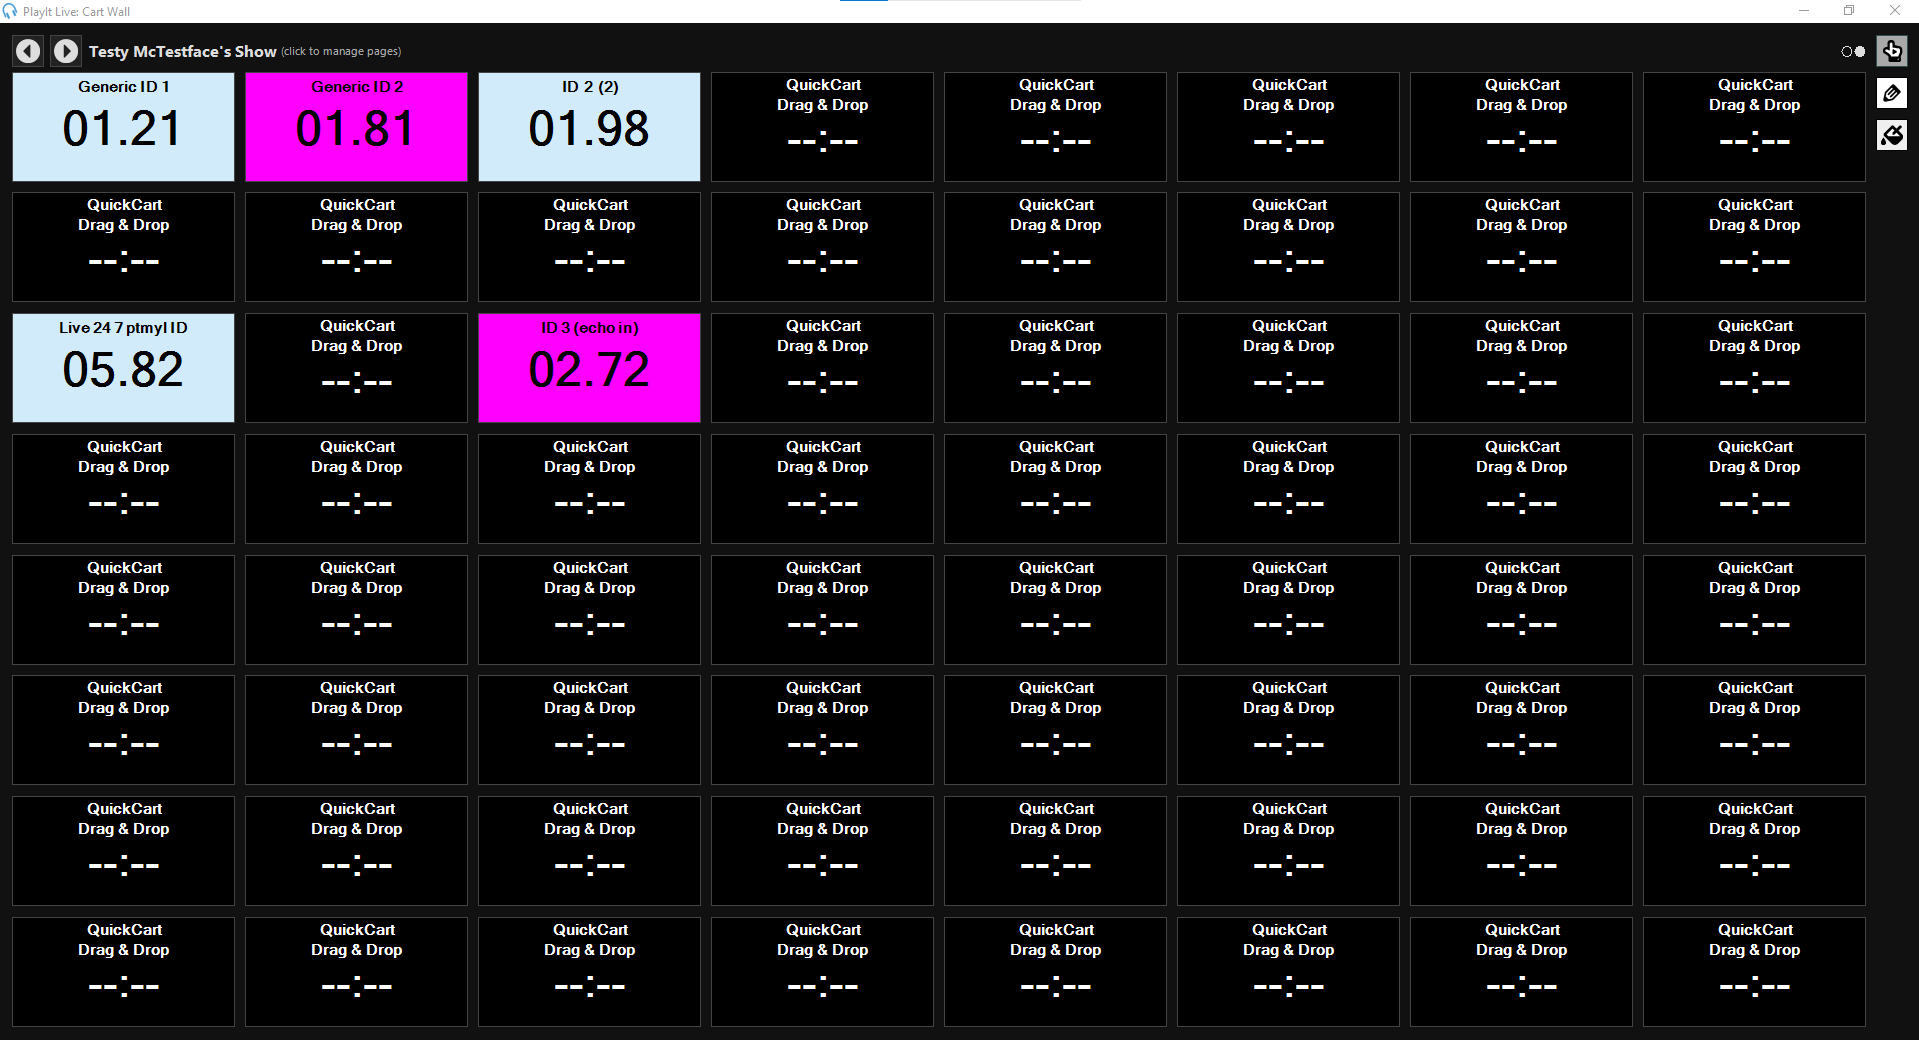 PlayIt Live: Cart Wall
Testy McTestface's Show (click to manage pages)
Generic ID 1
01.21
Generic ID 2
01.81
ID 2 (2)
01.98
QuickCart
Drag & Drop
--:--
QuickCart
Drag & Drop
--:--
QuickCart
Drag & Drop
--:--
QuickCart
Drag & Drop
--:--
QuickCart
Drag & Drop
--:--
QuickCart
Drag & Drop
--:--
QuickCart
Drag & Drop
--:--
QuickCart
Drag & Drop
--:--
QuickCart
Drag & Drop
--:--
QuickCart
Drag & Drop
--:--
QuickCart
Drag & Drop
--:--
QuickCart
Drag & Drop
--:--
QuickCart
Drag & Drop
--:--
Live 24 7 ptmyl ID
05.82
QuickCart
Drag & Drop
--:--
ID 3 (echo in)
02.72
QuickCart
Drag & Drop
--:--
QuickCart
Drag & Drop
--:--
QuickCart
Drag & Drop
--:--
QuickCart
Drag & Drop
--:--
QuickCart
Drag & Drop
--:--
QuickCart
Drag & Drop
--:--
QuickCart
Drag & Drop
--:--
QuickCart
Drag & Drop
--:--
QuickCart
Drag & Drop
--:--
QuickCart
Drag & Drop
--:--
QuickCart
Drag & Drop
--:--
QuickCart
Drag & Drop
--:--
QuickCart
Drag & Drop
--:--
QuickCart
Drag & Drop
--:--
QuickCart
Drag & Drop
--:--
QuickCart
Drag & Drop
--:--
QuickCart
Drag & Drop
--:--
QuickCart
Drag & Drop
--:--
QuickCart
Drag & Drop
--:--
QuickCart
Drag & Drop
--:--
QuickCart
Drag & Drop
--:--
QuickCart
Drag & Drop
--:--
QuickCart
Drag & Drop
--:--
QuickCart
Drag & Drop
--:--
QuickCart
Drag & Drop
--:--
QuickCart
Drag & Drop
--:--
QuickCart
Drag & Drop
--:--
QuickCart
Drag & Drop
--:--
QuickCart
Drag & Drop
--:--
QuickCart
Drag & Drop
--:--
QuickCart
Drag & Drop
--:--
QuickCart
Drag & Drop
--:--
QuickCart
Drag & Drop
--:--
QuickCart
Drag & Drop
--:--
QuickCart
Drag & Drop
--:--
QuickCart
Drag & Drop
--:--
QuickCart
Drag & Drop
--:--
QuickCart
Drag & Drop
--:--
QuickCart
Drag & Drop
--:--
QuickCart
Drag & Drop
--:--
QuickCart
Drag & Drop
--:--
QuickCart
Drag & Drop
--:--
QuickCart
Drag & Drop
--:--
QuickCart
Drag & Drop
--:--
QuickCart
Drag & Drop
--:--